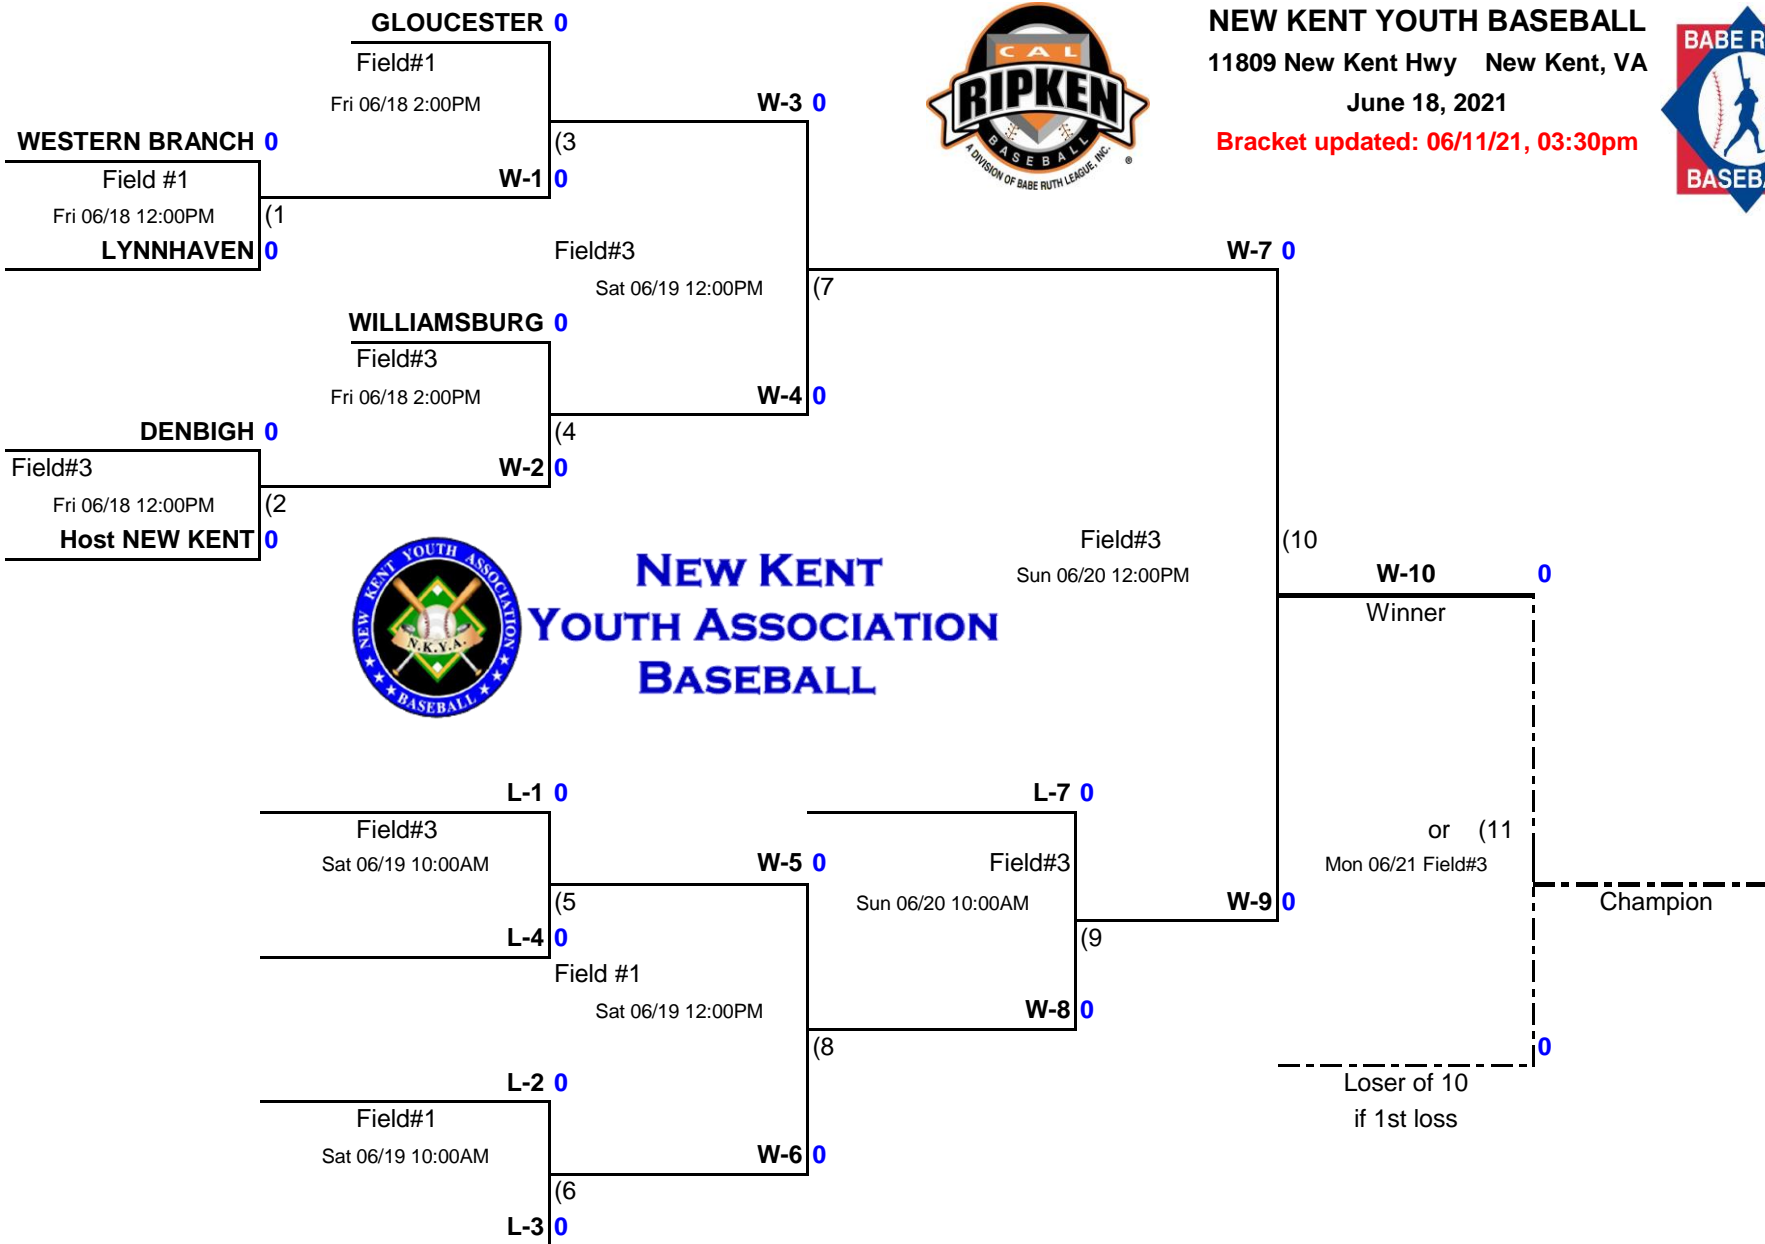 GLOUCESTER 0
Field#1
Fri 06/18 2:00PM
W-3 0
(3
WESTERN BRANCH 0
Field #1
W-1 0
Fri 06/18 12:00PM
(1
LYNNHAVEN 0
CAL
RIPKEN
BASEBALL
A DIVISION OF BABE RUTH LEAGUE, INC.
®
NEW KENT YOUTH BASEBALL
11809 New Kent Hwy New Kent, VA
June 18, 2021
Bracket updated: 06/11/21, 03:30pm
BABE R
BASEB
Field#3
Sat 06/19 12:00PM
(7
W-7 0
WILLIAMSBURG 0
Field#3
Fri 06/18 2:00PM
W-4 0
(4
DENBIGH 0
Field#3
W-2 0
Fri 06/18 12:00PM
(2
Host NEW KENT 0
NEW KENT YOUTH ASSOCIATION
N.K.Y.A.
BASEBALL
NEW KENT
YOUTH ASSOCIATION
BASEBALL
Field#3
Sun 06/20 12:00PM
(10
W-10 0
Winner
L-1 0
Field#3
Sat 06/19 10:00AM
W-5 0
(5
L-4 0
L-7 0
Field#3
Sun 06/20 10:00AM
W-9 0
(9
or (11
Mon 06/21 Field#3
Champion
Field #1
Sat 06/19 12:00PM
W-8 0
(8
0
L-2 0
Field#1
Sat 06/19 10:00AM
W-6 0
(6
L-3 0
Loser of 10
if 1st loss